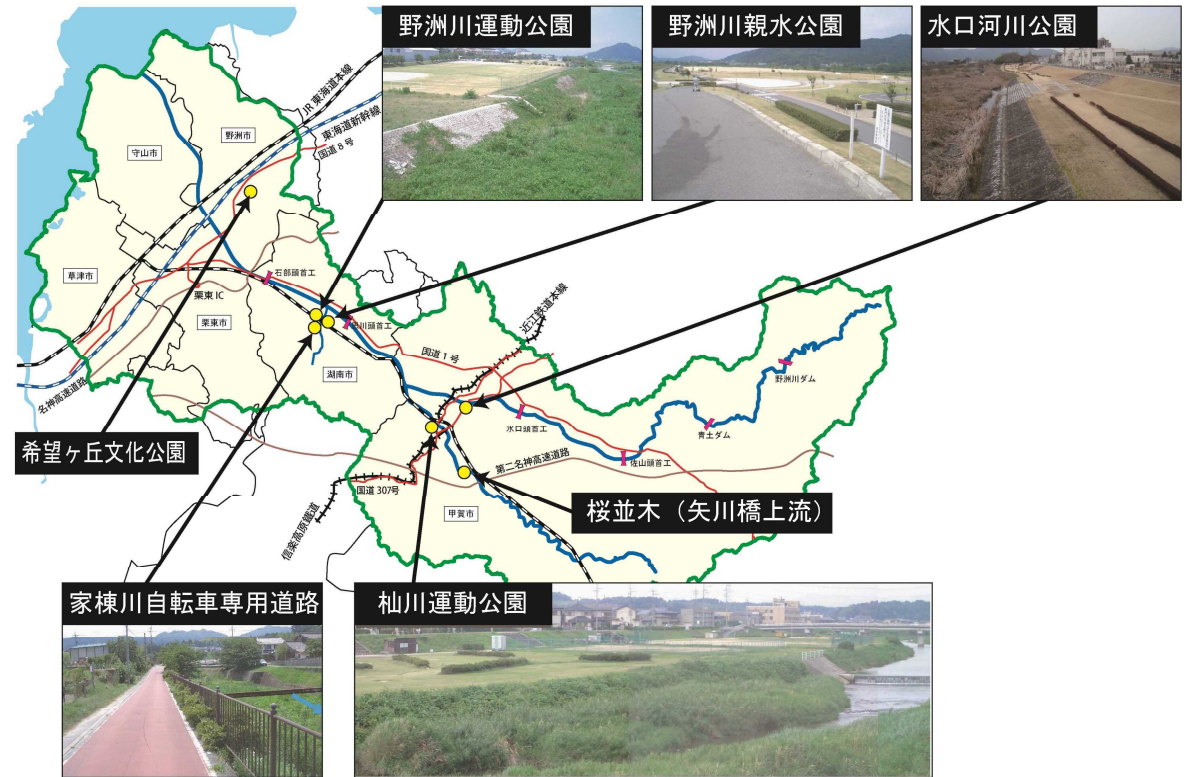 野洲川運動公園
野洲川親水公園
水口河川公園
JR東海道本線
東海道新幹線
国道8号
野洲市
守山市
草津市
栗東IC
栗東市
石部頭首工
名神高速道路
湖南市
国道1号
近江鉄道本線
野洲川ダム
青土ダム
水口頭首工
佐山頭首工
第二名神高速道路
国道307号
信楽高原鐵道
甲賀市
希望ヶ丘文化公園
桜並木（矢川橋上流）
家棟川自転車専用道路
杣川運動公園